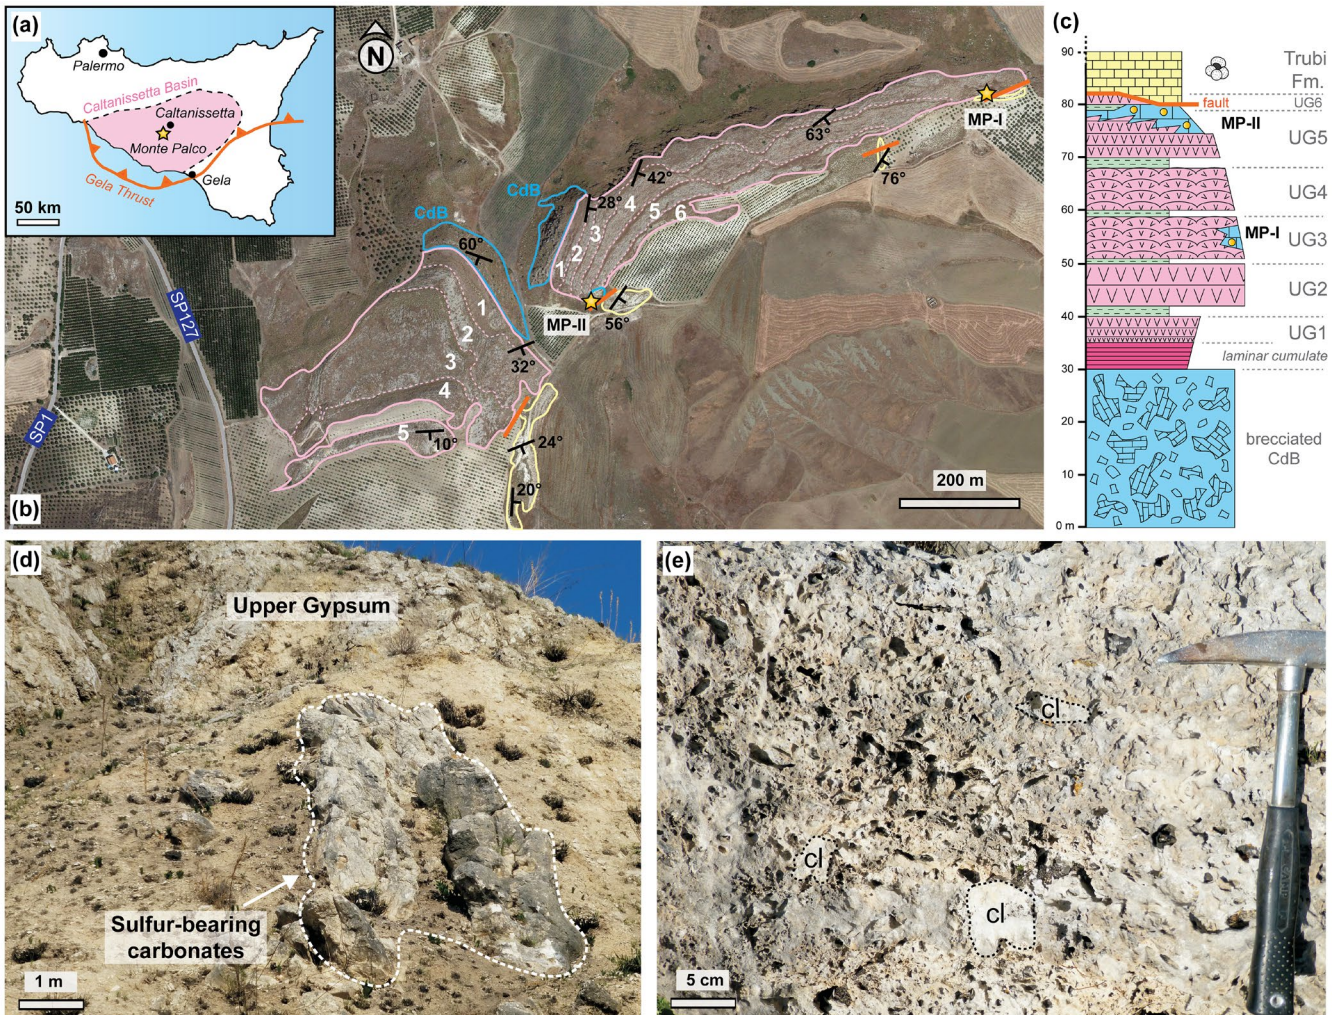 (a)
Palermo
Caltanissetta Basin
Caltanissetta
Monte Palco
Gela Thrust
Gela
50 km
N
(b)
SP127
SP1
CdB
CdB
60°
28°
42°
63°
76°
56°
32°
24°
20°
10°
1
2
3
4
5
1
2
3
4
5
6
MP-I
MP-II
200 m
(c)
90
80
70
60
50
40
30
20
10
0 m
Trubi
Fm.
fault
UG6
MP-II
UG5
UG4
MP-I
UG3
UG2
UG1
laminar cumulate
brecciated
CdB
(d)
Upper Gypsum
Sulfur-bearing
carbonates
1 m
(e)
cl
cl
cl
5 cm